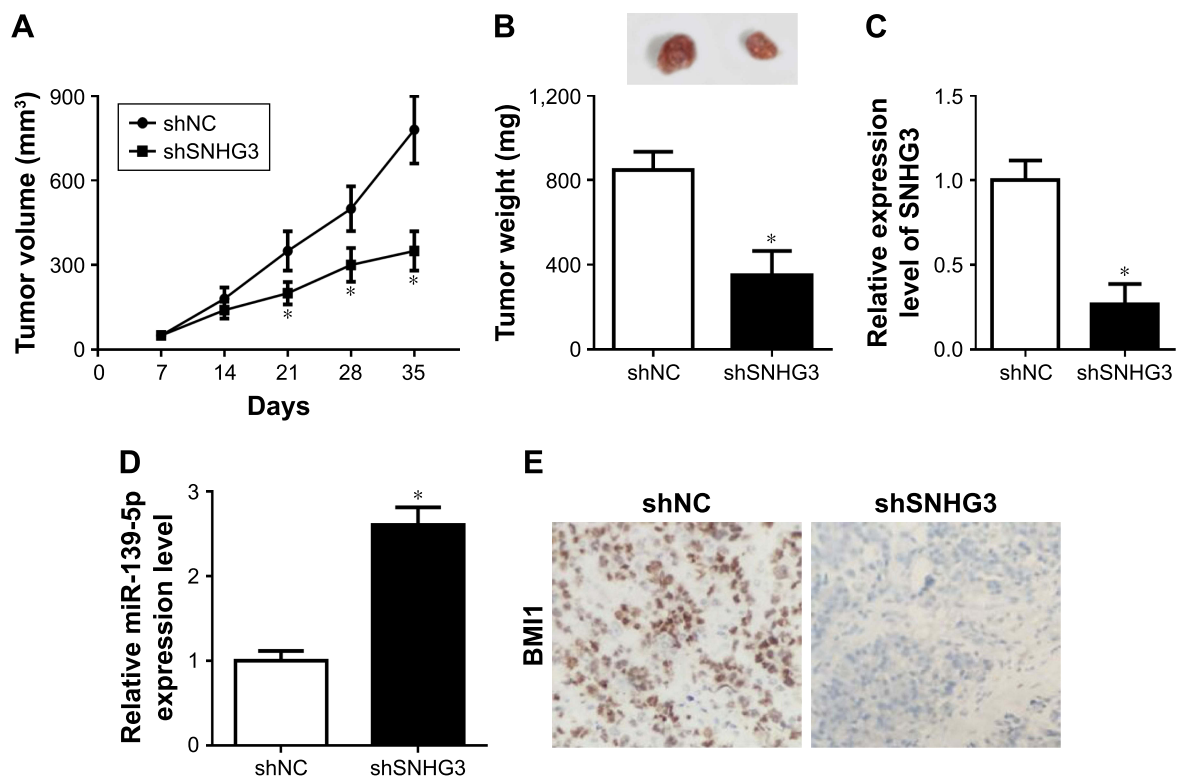 A
Tumor volume (mm³)
900
600
300
0
shNC
shSNHG3
*
*
*
0 7 14 21 28 35
Days
B
Tumor weight (mg)
1,200
800
400
0
*
shNC shSNHG3
C
Relative expression
level of SNHG3
1.5
1.0
0.5
0.0
*
shNC shSNHG3
D
Relative miR-139-5p
expression level
3
2
1
0
*
shNC shSNHG3
E
shNC shSNHG3
BMI1